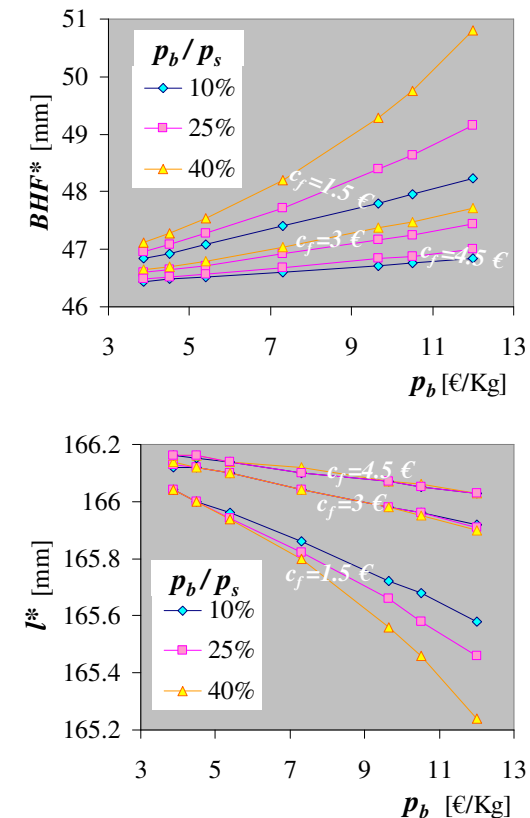 51
50
49
48
47
46
BHF* [mm]
p_b/p_s
10%
25%
40%
c_f=1.5 €
c_f=3 €
c_f=4.5 €
3 5 7 9 11 13
p_b [€/Kg]
166.2
166
165.8
165.6
165.4
165.2
l* [mm]
c_f=4.5 €
c_f=3 €
c_f=1.5 €
p_b/p_s
10%
25%
40%
3 5 7 9 11 13
p_b [€/Kg]